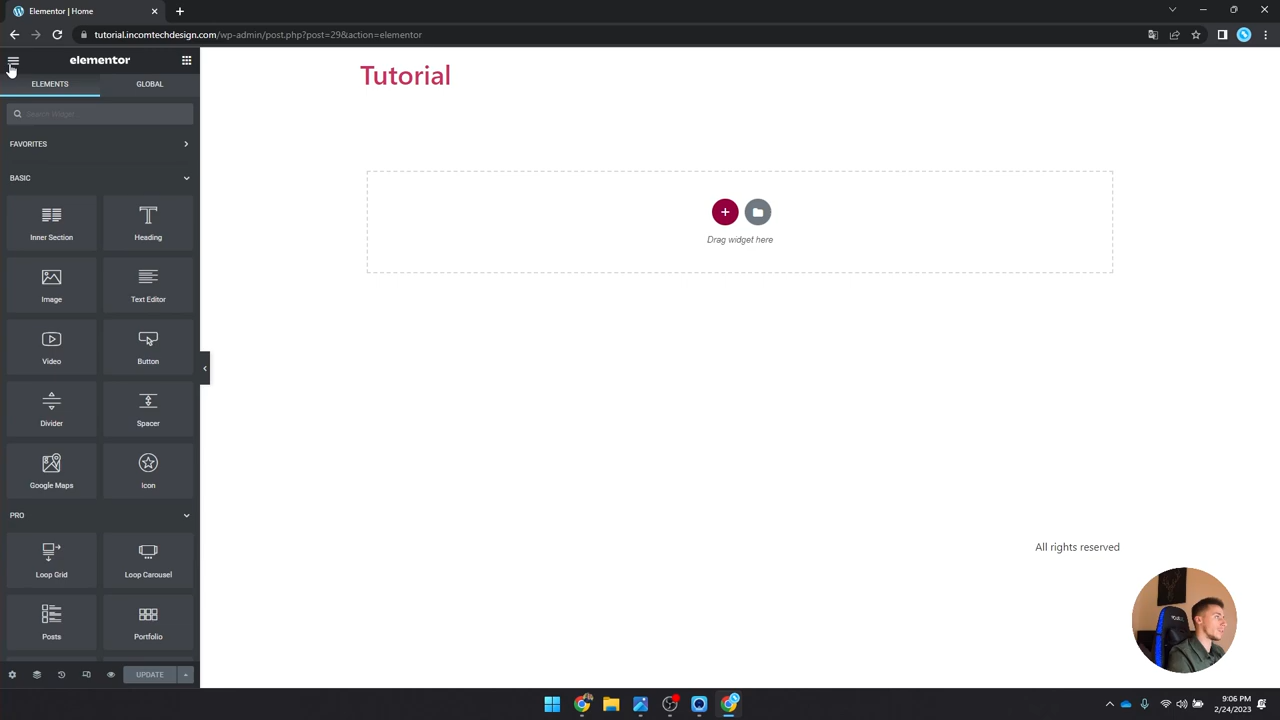 Elementor | Home
tutorial.incomtechdesign.com/wp-admin/post.php?post=29&action=elementor
elementor
ELEMENTS
GLOBAL
Search Widget...
FAVORITES
BASIC
Inner Section
Heading
Image
Text Editor
Video
Button
Divider
Spacer
Google Maps
Icon
PRO
Loop Grid
Loop Carousel
Posts
Portfolio
UPDATE
Tutorial
Drag widget here
All rights reserved
9:06 PM
2/24/2023